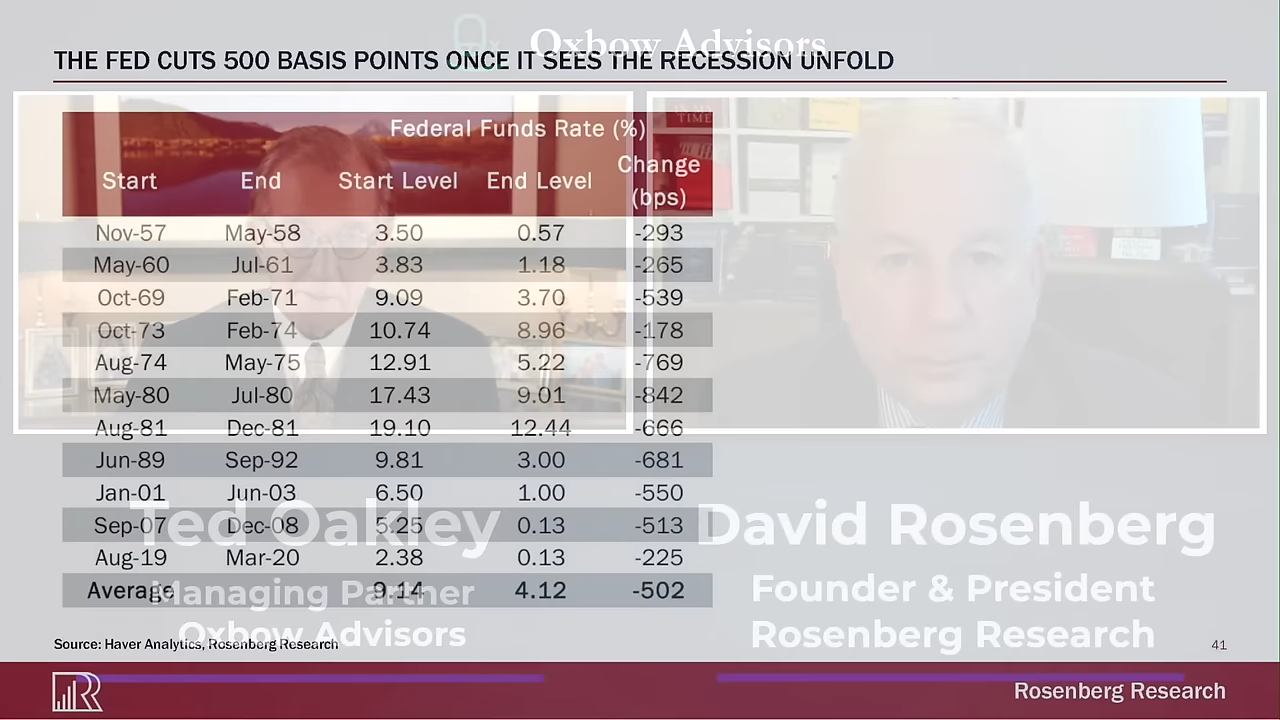 Oxbow Advisors
THE FED CUTS 500 BASIS POINTS ONCE IT SEES THE RECESSION UNFOLD
TIME
Federal Funds Rate (%)
Start End Start Level End Level Change (bps)
Nov-57 May-58 3.50 0.57 -293
May-60 Jul-61 3.83 1.18 -265
Oct-69 Feb-71 9.09 3.70 -539
Oct-73 Feb-74 10.74 8.96 -178
Aug-74 May-75 12.91 5.22 -769
May-80 Jul-80 17.43 9.01 -842
Aug-81 Dec-81 19.10 12.44 -666
Jun-89 Sep-92 9.81 3.00 -681
Jan-01 Jun-03 6.50 1.00 -550
Sep-07 Dec-08 5.25 0.13 -513
Aug-19 Mar-20 2.38 0.13 -225
Average 9.14 4.12 -502
Ted Oakley
Managing Partner
Oxbow Advisors
David Rosenberg
Founder & President
Rosenberg Research
Source: Haver Analytics, Rosenberg Research
41
Rosenberg Research